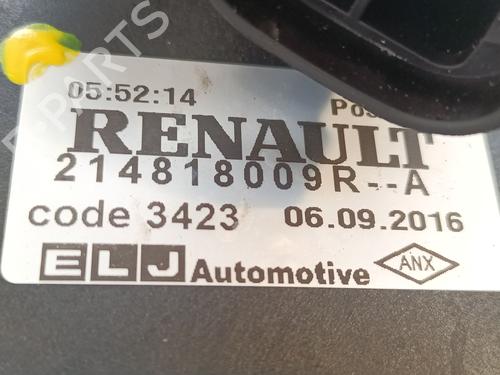 05:52:14
RENAULT
214818009R--A
code 3423 06.09.2016
ELJ Automotive ANX